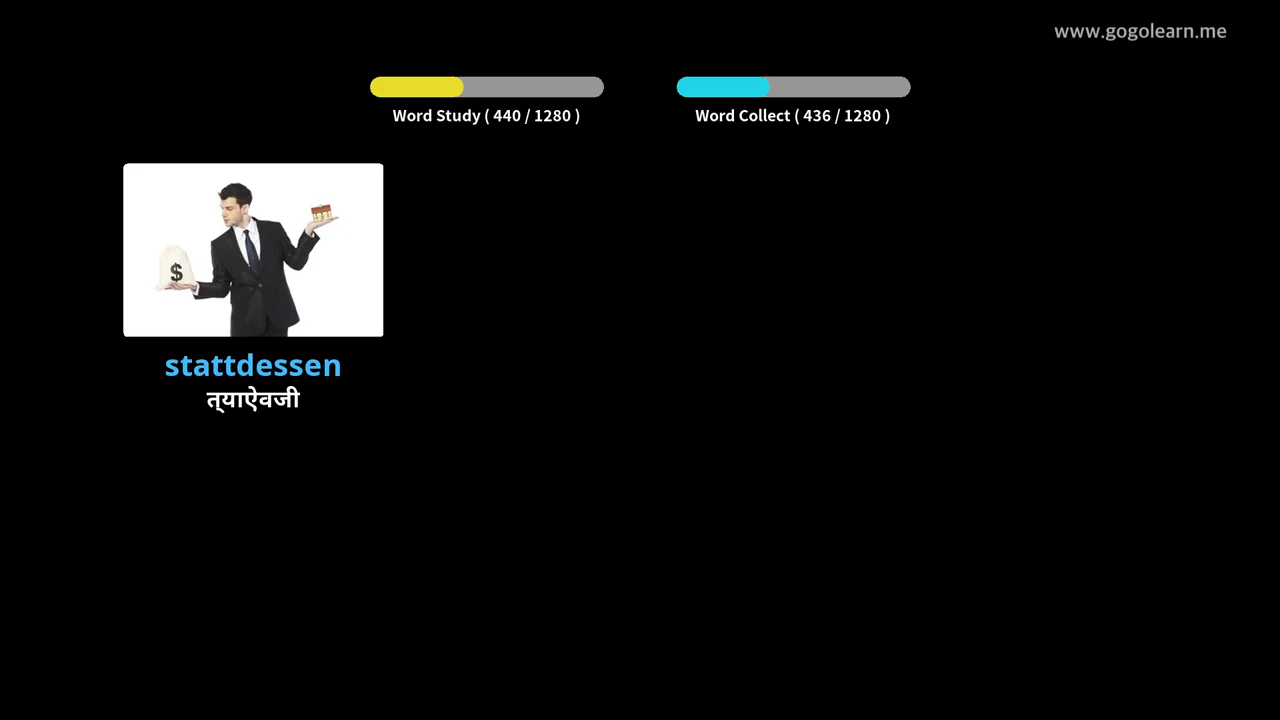 www.gogolearn.me
Word Study ( 440 / 1280 )
Word Collect ( 436 / 1280 )
$
stattdessen
त्याऐवजी